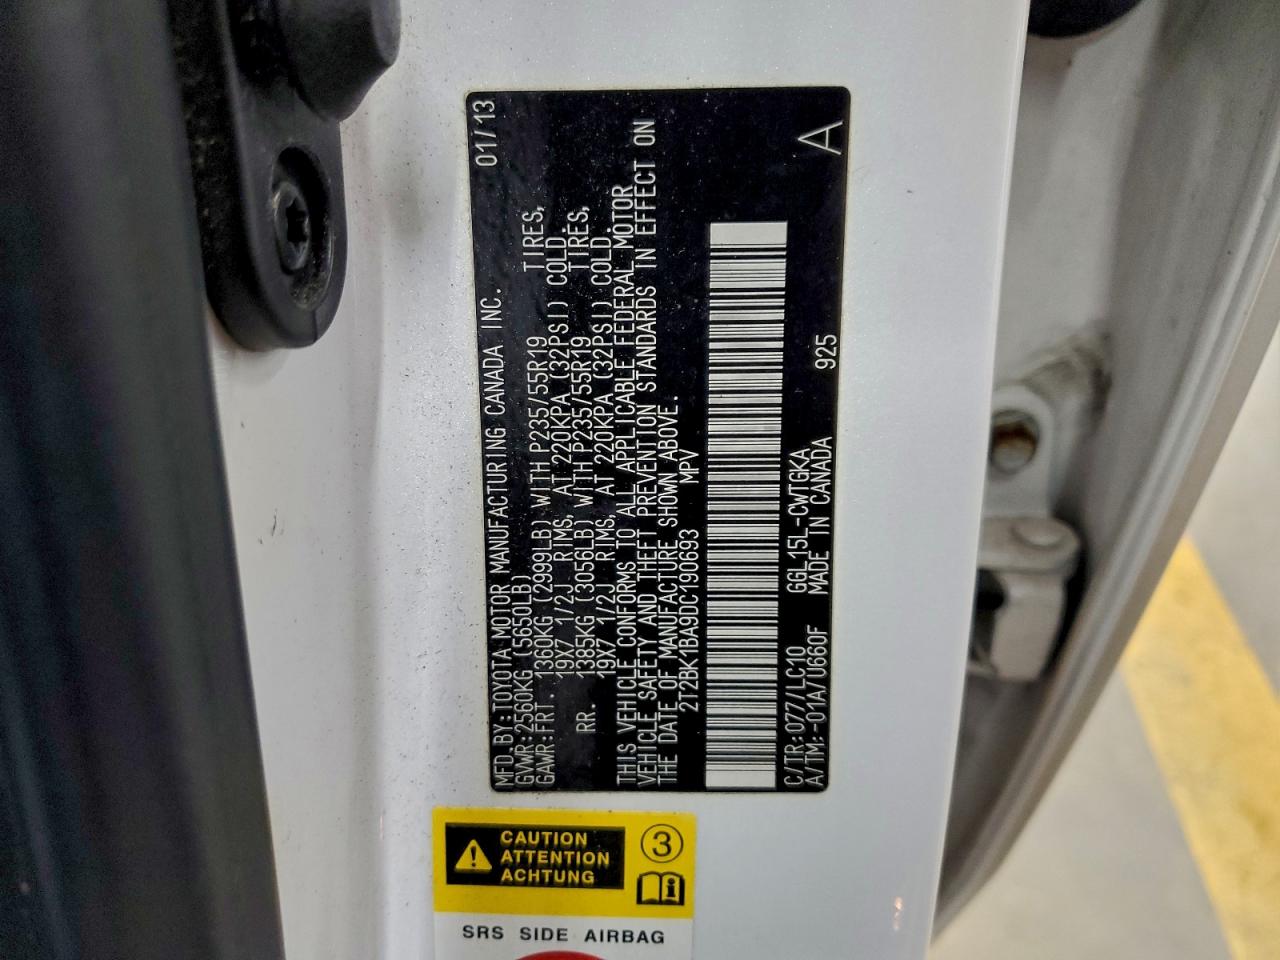 MFD.BY:TOYOTA MOTOR MANUFACTURING CANADA INC. 01/13
GVWR:2560KG (5650LB)
GAWR:FRT. 1360KG (2999LB) WITH P235/55R19 TIRES,
19X7 1/2J RIMS, AT 220KPA (32PSI) COLD.
RR. 1385KG (3056LB) WITH P235/55R19 TIRES,
19X7 1/2J RIMS, AT 220KPA (32PSI) COLD.
THIS VEHICLE CONFORMS TO ALL APPLICABLE FEDERAL MOTOR
VEHICLE SAFETY AND THEFT PREVENTION STANDARDS IN EFFECT ON
THE DATE OF MANUFACTURE SHOWN ABOVE.
2T2BK1BA9DC190693 MPV
C/TR:077/LC10 GGL15L-CWTGKA
A/TM:-01A/U660F MADE IN CANADA 925 A
CAUTION
ATTENTION
ACHTUNG
3
SRS SIDE AIRBAG